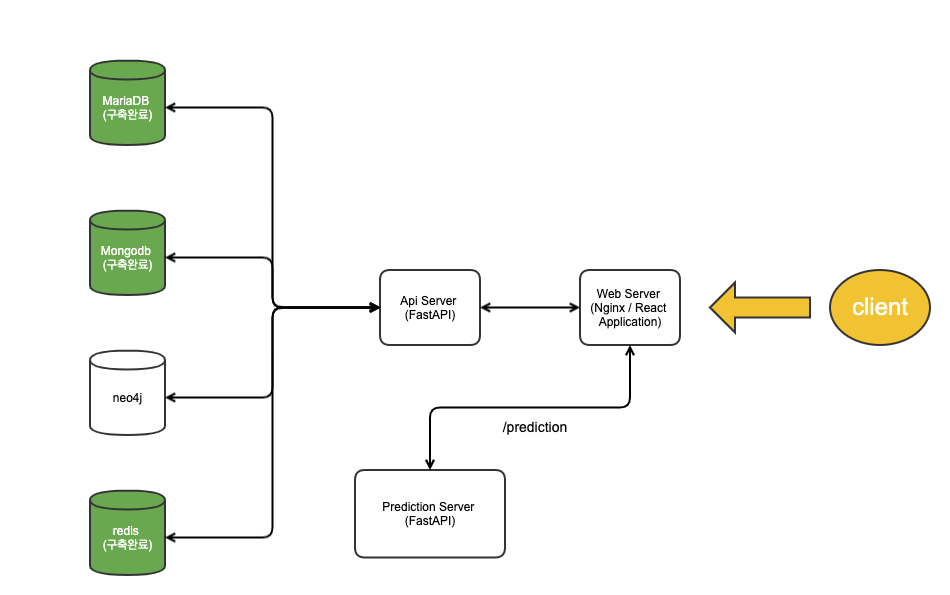 MariaDB
(구축완료)
Mongodb
(구축완료)
neo4j
redis
(구축완료)
Api Server
(FastAPI)
Web Server
(Nginx / React
Application)
client
/prediction
Prediction Server
(FastAPI)